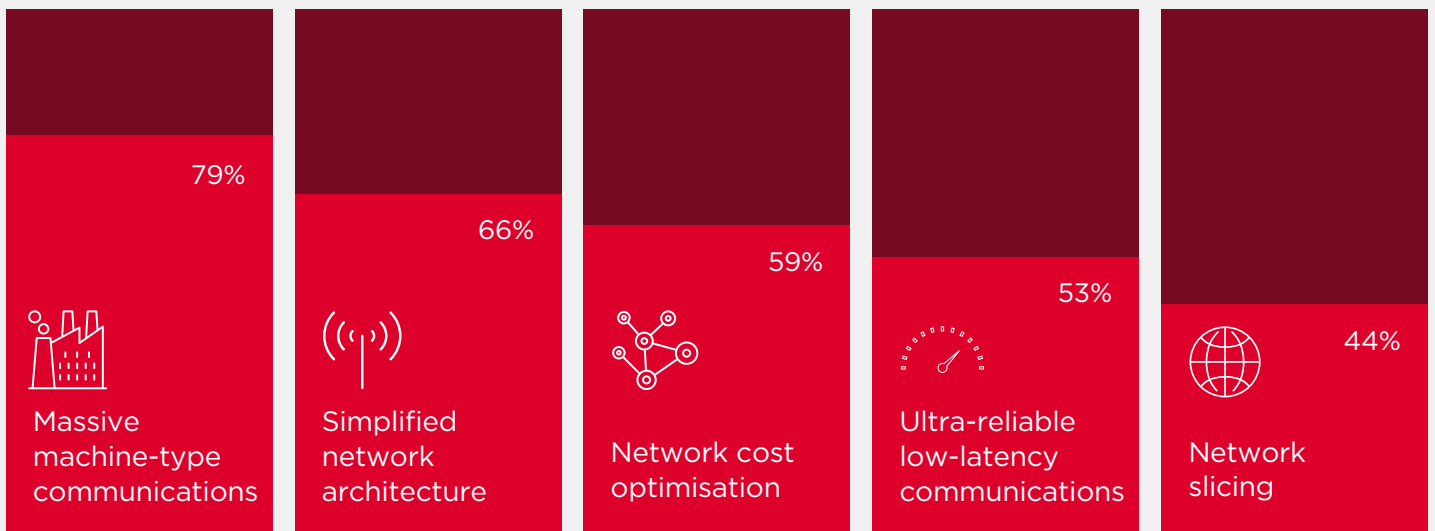 79%
Massive
machine-type
communications
66%
Simplified
network
architecture
59%
Network cost
optimisation
53%
Ultra-reliable
low-latency
communications
44%
Network
slicing